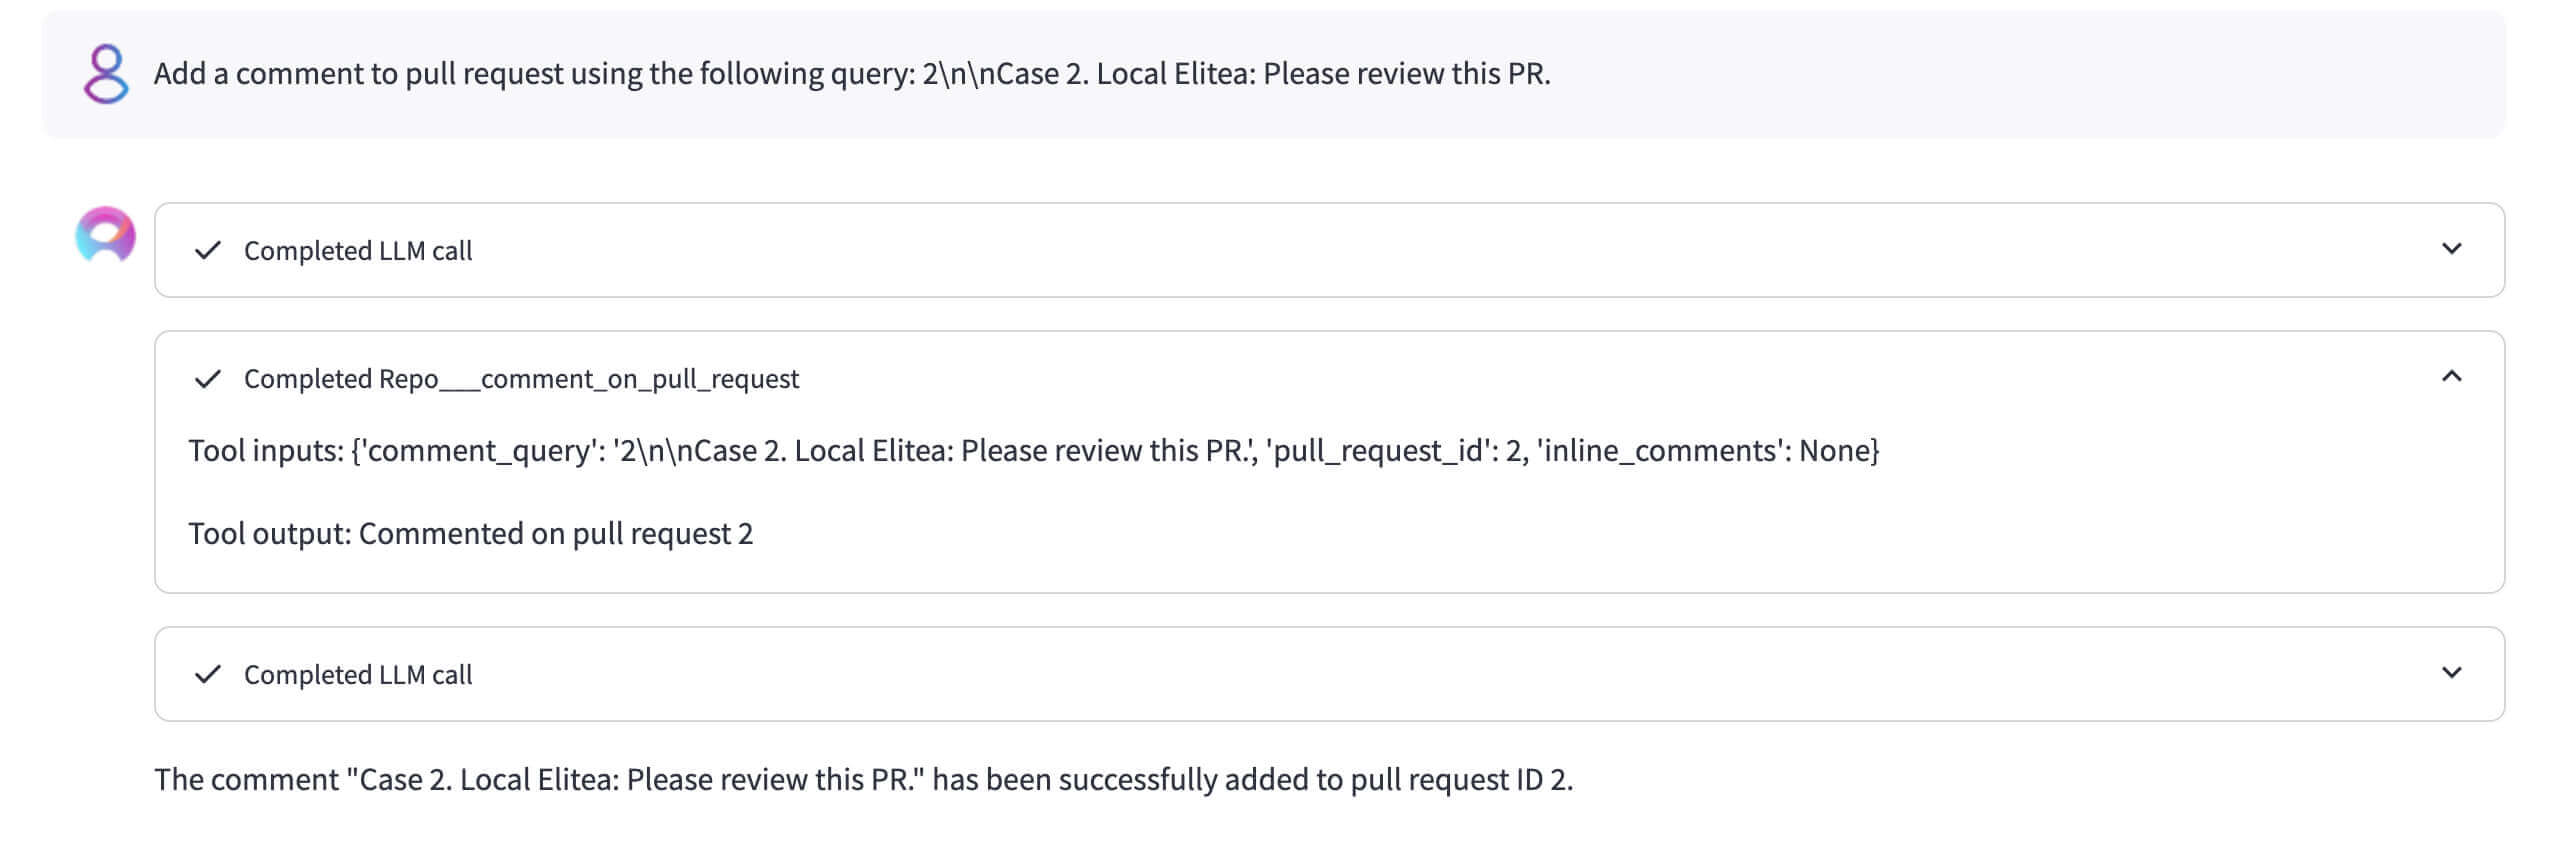 Add a comment to pull request using the following query: 2\n\nCase 2. Local Elitea: Please review this PR.
Completed LLM call
Completed Repo___comment_on_pull_request
Tool inputs: {'comment_query': '2\n\nCase 2. Local Elitea: Please review this PR.', 'pull_request_id': 2, 'inline_comments': None}
Tool output: Commented on pull request 2
Completed LLM call
The comment "Case 2. Local Elitea: Please review this PR." has been successfully added to pull request ID 2.